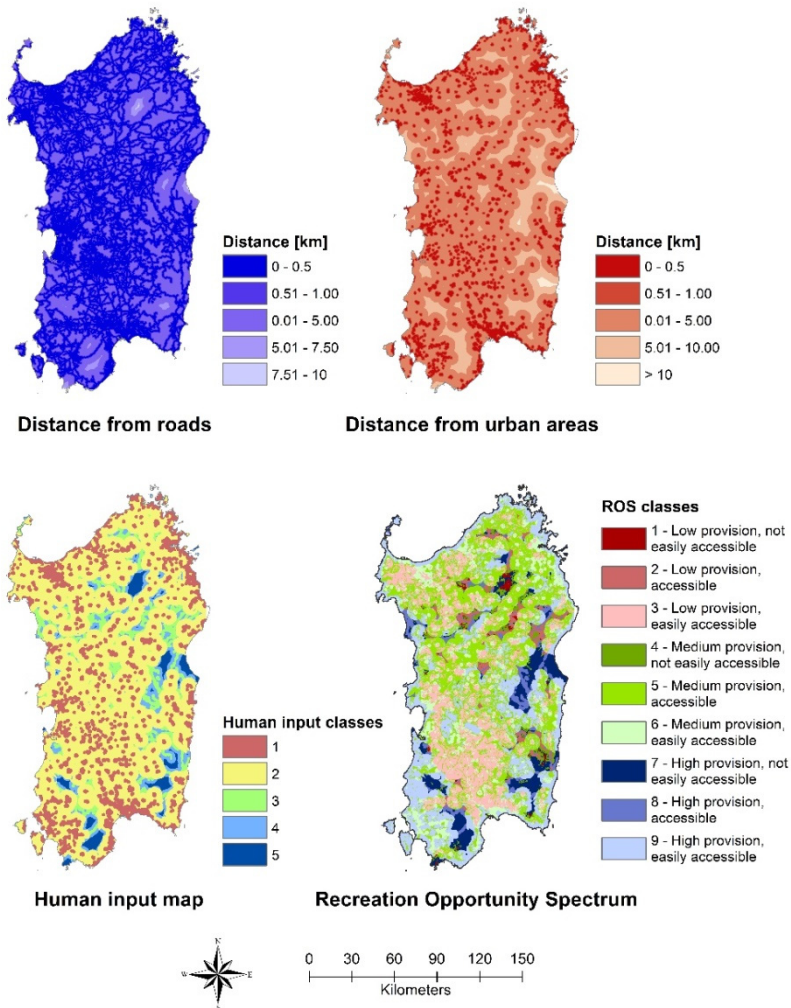 Distance [km]
0 - 0.5
0.51 - 1.00
0.01 - 5.00
5.01 - 7.50
7.51 - 10
Distance from roads
Distance [km]
0 - 0.5
0.51 - 1.00
0.01 - 5.00
5.01 - 10.00
> 10
Distance from urban areas
Human input classes
1
2
3
4
5
Human input map
ROS classes
1 - Low provision, not
easily accessible
2 - Low provision,
accessible
3 - Low provision,
easily accessible
4 - Medium provision,
not easily accessible
5 - Medium provision,
accessible
6 - Medium provision,
easily accessible
7 - High provision, not
easily accessible
8 - High provision,
accessible
9 - High provision,
easily accessible
Recreation Opportunity Spectrum
N
W E
S
0 30 60 90 120 150
Kilometers